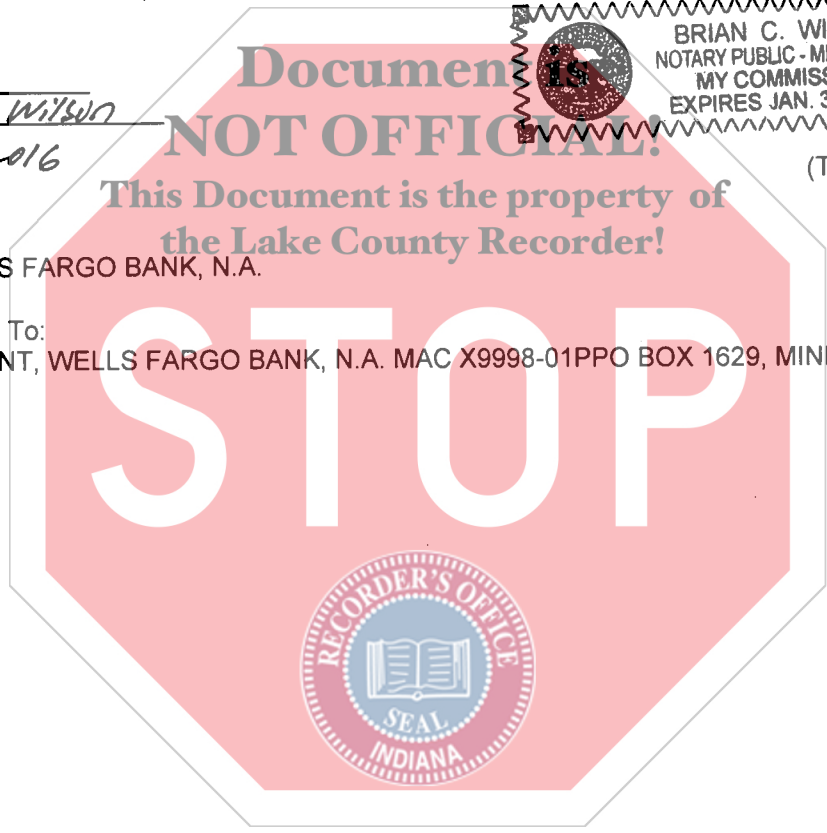 BRIAN C. WI
NOTARY PUBLIC - MI
MY COMMISS
EXPIRES JAN. 3
Document is
Wilson
NOT OFFICIAL!
016
(T
This Document is the property of
the Lake County Recorder!
S FARGO BANK, N.A.
To:
NT, WELLS FARGO BANK, N.A. MAC X9998-01PPO BOX 1629, MINI
STOP
RECORDER'S OFFICE
SEAL
INDIANA